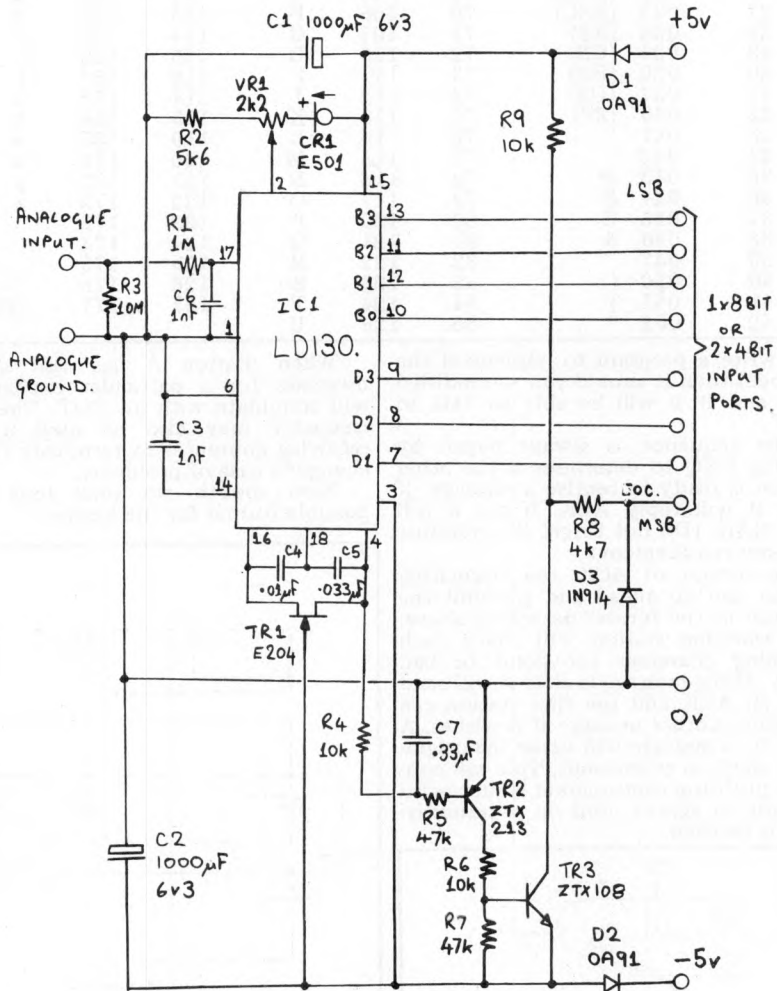 C1 1000µF 6v3
+5v
D1
OA91
VR1
2k2
+
R2
5k6
CR1
E501
R9
10k
2
15
LSB
ANALOGUE
INPUT.
R1
1M
17
B3 13
B2 11
B1 12
B0 10
R3
10M
C6
1nF
IC1
LD130.
1
1x8BIT
OR
2x4BIT
INPUT
PORTS.
ANALOGUE
GROUND.
6
D3 9
D2 8
D1 7
C3
1nF
14
3
EOC.
MSB
R8
4k7
16
18
4
C4
.01µF
C5
.033µF
D3
1N914
TR1
E204
0v
R4
10k
C7
.33µF
R5
47k
TR2
ZTX
213
C2
1000µF
6v3
R6
10k
TR3
ZTX108
R7
47k
D2
OA91
-5v